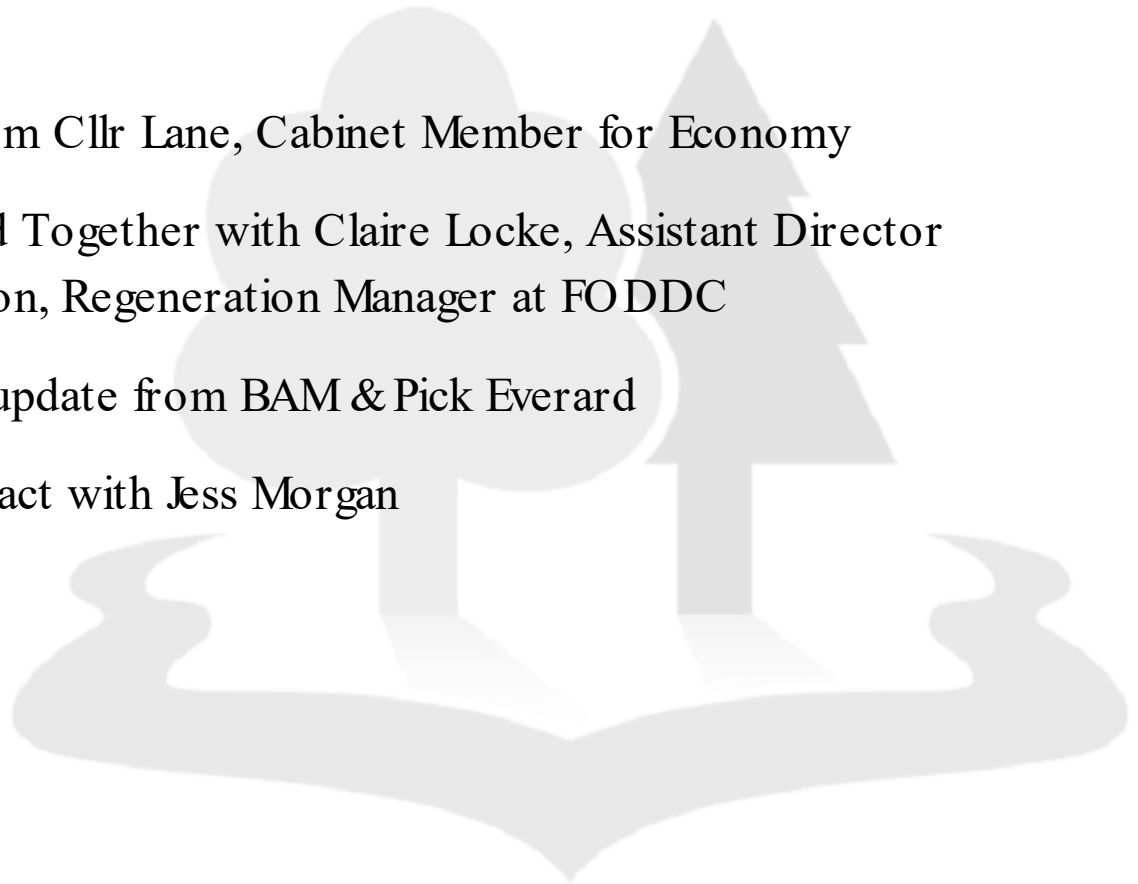 m Cllr Lane, Cabinet Member for Economy
d Together with Claire Locke, Assistant Director
on, Regeneration Manager at FODDC
update from BAM & Pick Everard
act with Jess Morgan